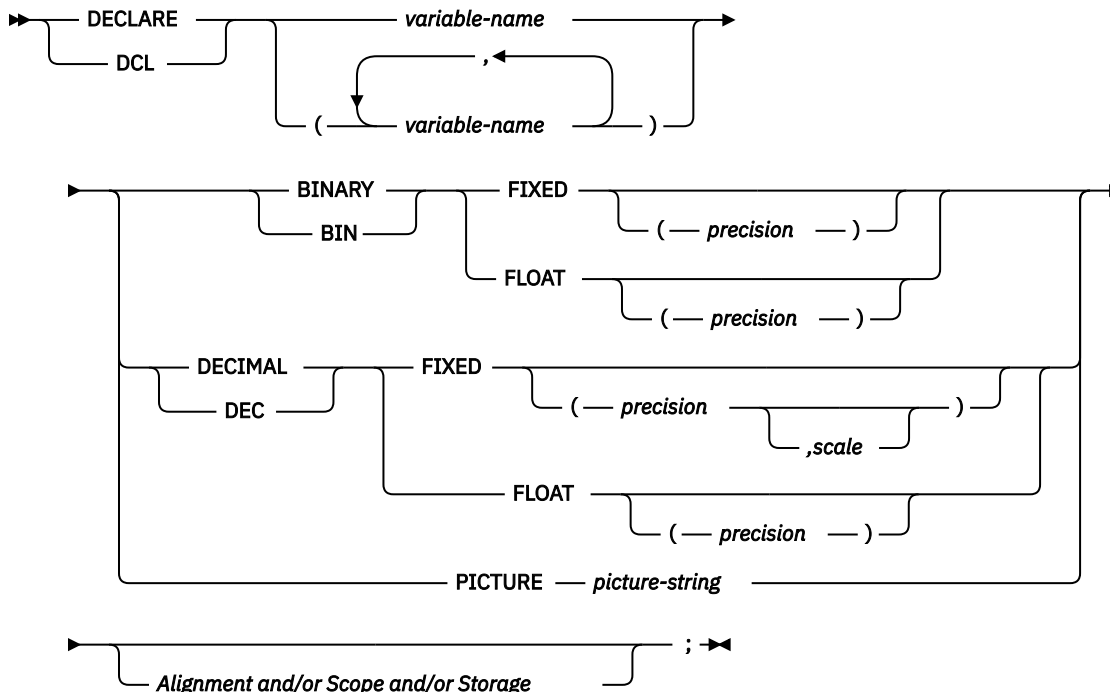 DECLARE variable-name
DCL ,
( variable-name )
BINARY FIXED
BIN ( precision )
FLOAT
( precision )
DECIMAL FIXED
DEC ( precision )
,scale
FLOAT
( precision )
PICTURE picture-string
;
Alignment and/or Scope and/or Storage